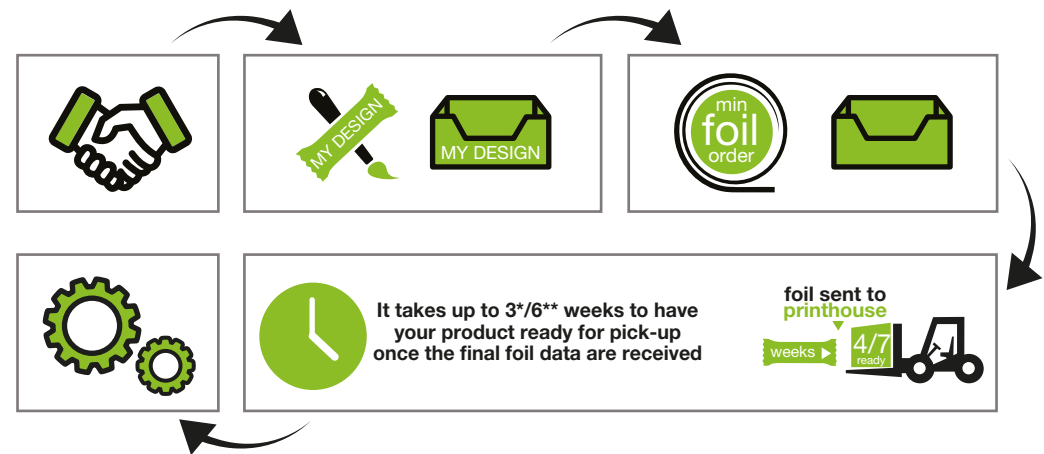 MY DESIGN
MY DESIGN
min
foil
order
It takes up to 3*/6** weeks to have
your product ready for pick-up
once the final foil data are received
foil sent to
printhouse
weeks
4/7
ready